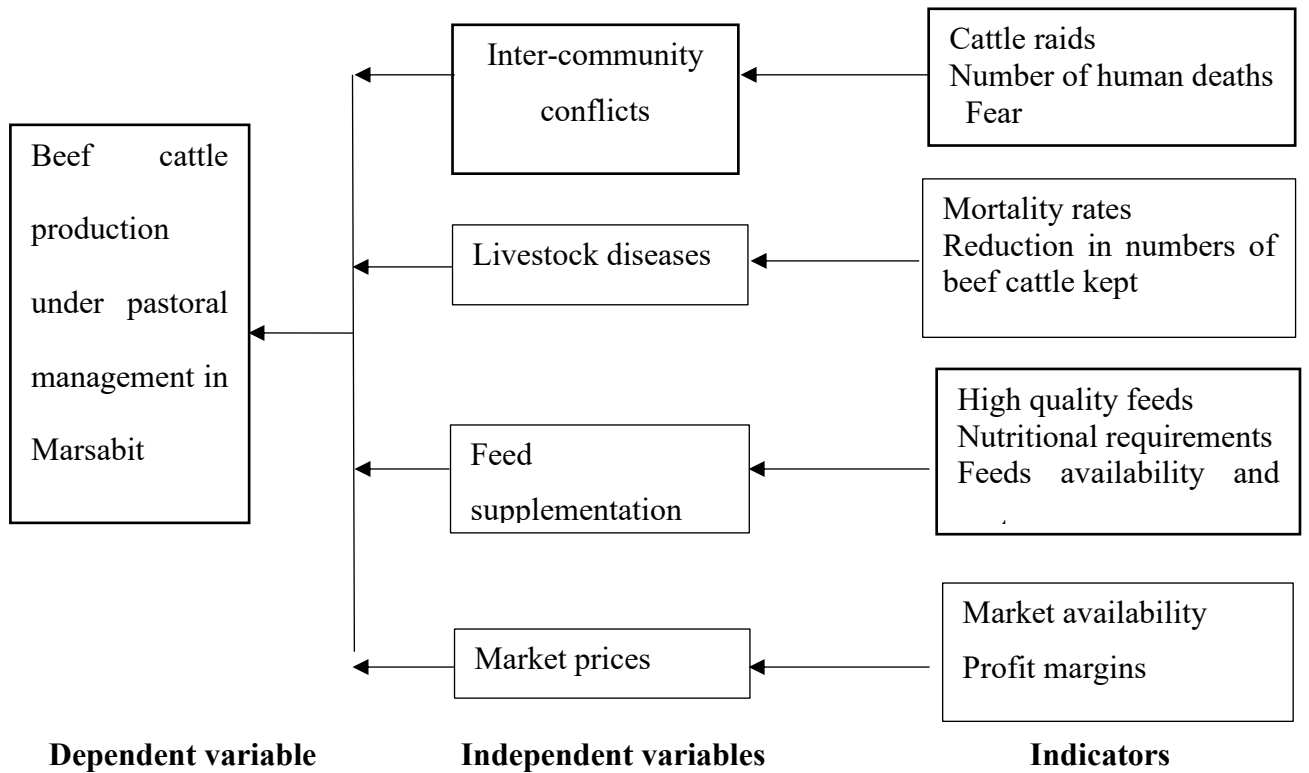 Beef cattle
production
under pastoral
management in
Marsabit
Inter-community
conflicts
Livestock diseases
Feed
supplementation
Market prices
Cattle raids
Number of human deaths
Fear
Mortality rates
Reduction in numbers of
beef cattle kept
High quality feeds
Nutritional requirements
Feeds availability and
Market availability
Profit margins
Dependent variable
Independent variables
Indicators